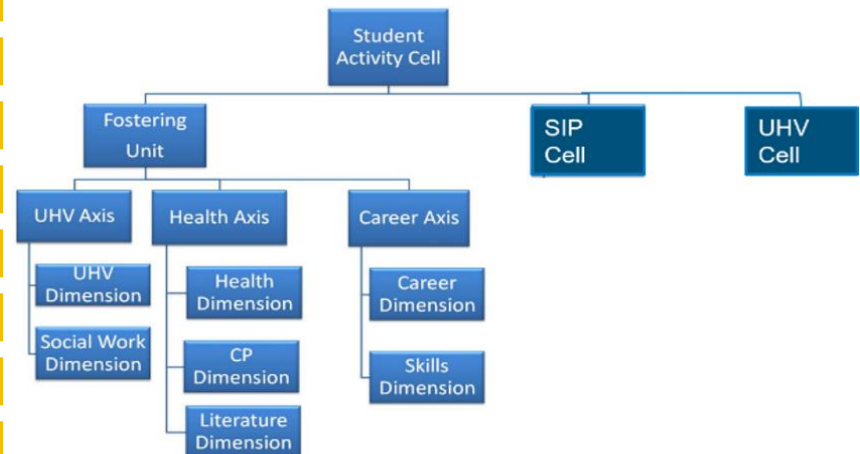 Student
Activity Cell
Fostering
Unit
SIP
Cell
UHV
Cell
UHV Axis
Health Axis
Career Axis
UHV
Dimension
Social Work
Dimension
Health
Dimension
CP
Dimension
Literature
Dimension
Career
Dimension
Skills
Dimension